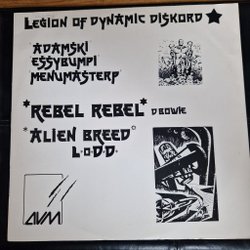 Legion of Dynamic Diskord
Adamski
Essybumpi
Menumasterp
*Rebel Rebel* D Bowie
*Alien Breed°
L·O·D·D·
AVM